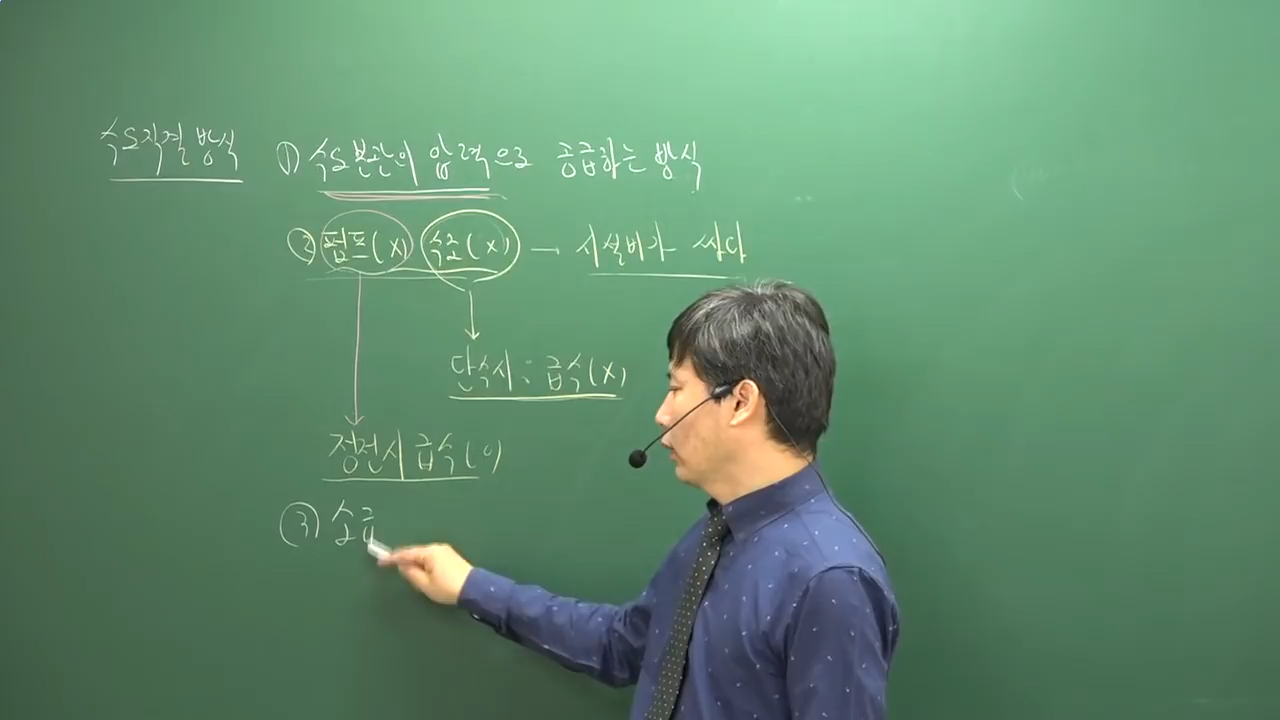 수도직결 방식 ① 수도본관의 압력으로 공급하는 방식
② 펌프(X) 수조(X) → 시설비가 싸다
단수시 : 급수(X)
정전시 급수(O)
③ 소규